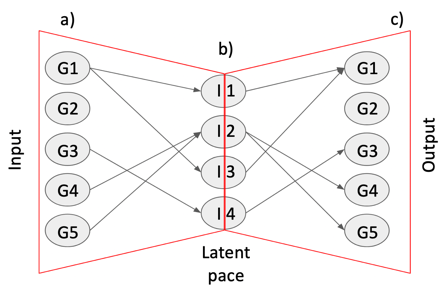 a)
b)
c)
G1
G2
G3
G4
G5
I 1
I 2
I 3
I 4
G1
G2
G3
G4
G5
Input
Output
Latent
pace